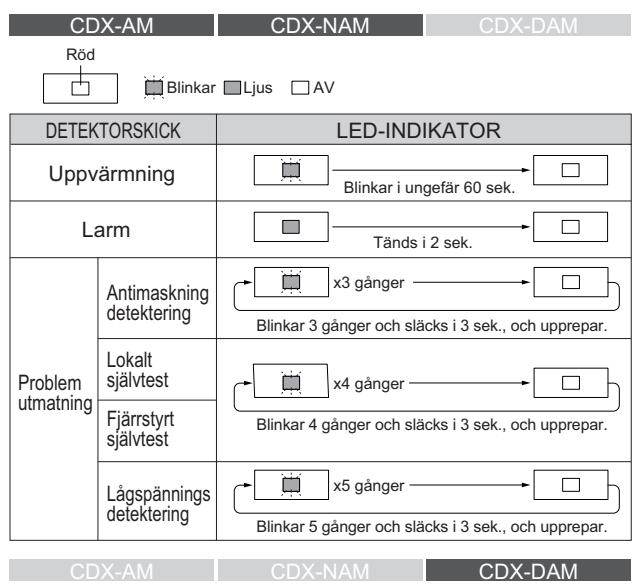 CDX-AM CDX-NAM CDX-DAM
Röd
Blinkar Ljus AV
DETEKTORSKICK LED-INDIKATOR
Uppvärmning
Blinkar i ungefär 60 sek.
Larm
Tänds i 2 sek.
Problem
utmatning
Antimaskning
detektering
x3 gånger
Blinkar 3 gånger och släcks i 3 sek., och upprepar.
Lokalt
självtest
Fjärrstyrt
självtest
x4 gånger
Blinkar 4 gånger och släcks i 3 sek., och upprepar.
Lågspännings
detektering
x5 gånger
Blinkar 5 gånger och släcks i 3 sek., och upprepar.
CDX-AM CDX-NAM CDX-DAM